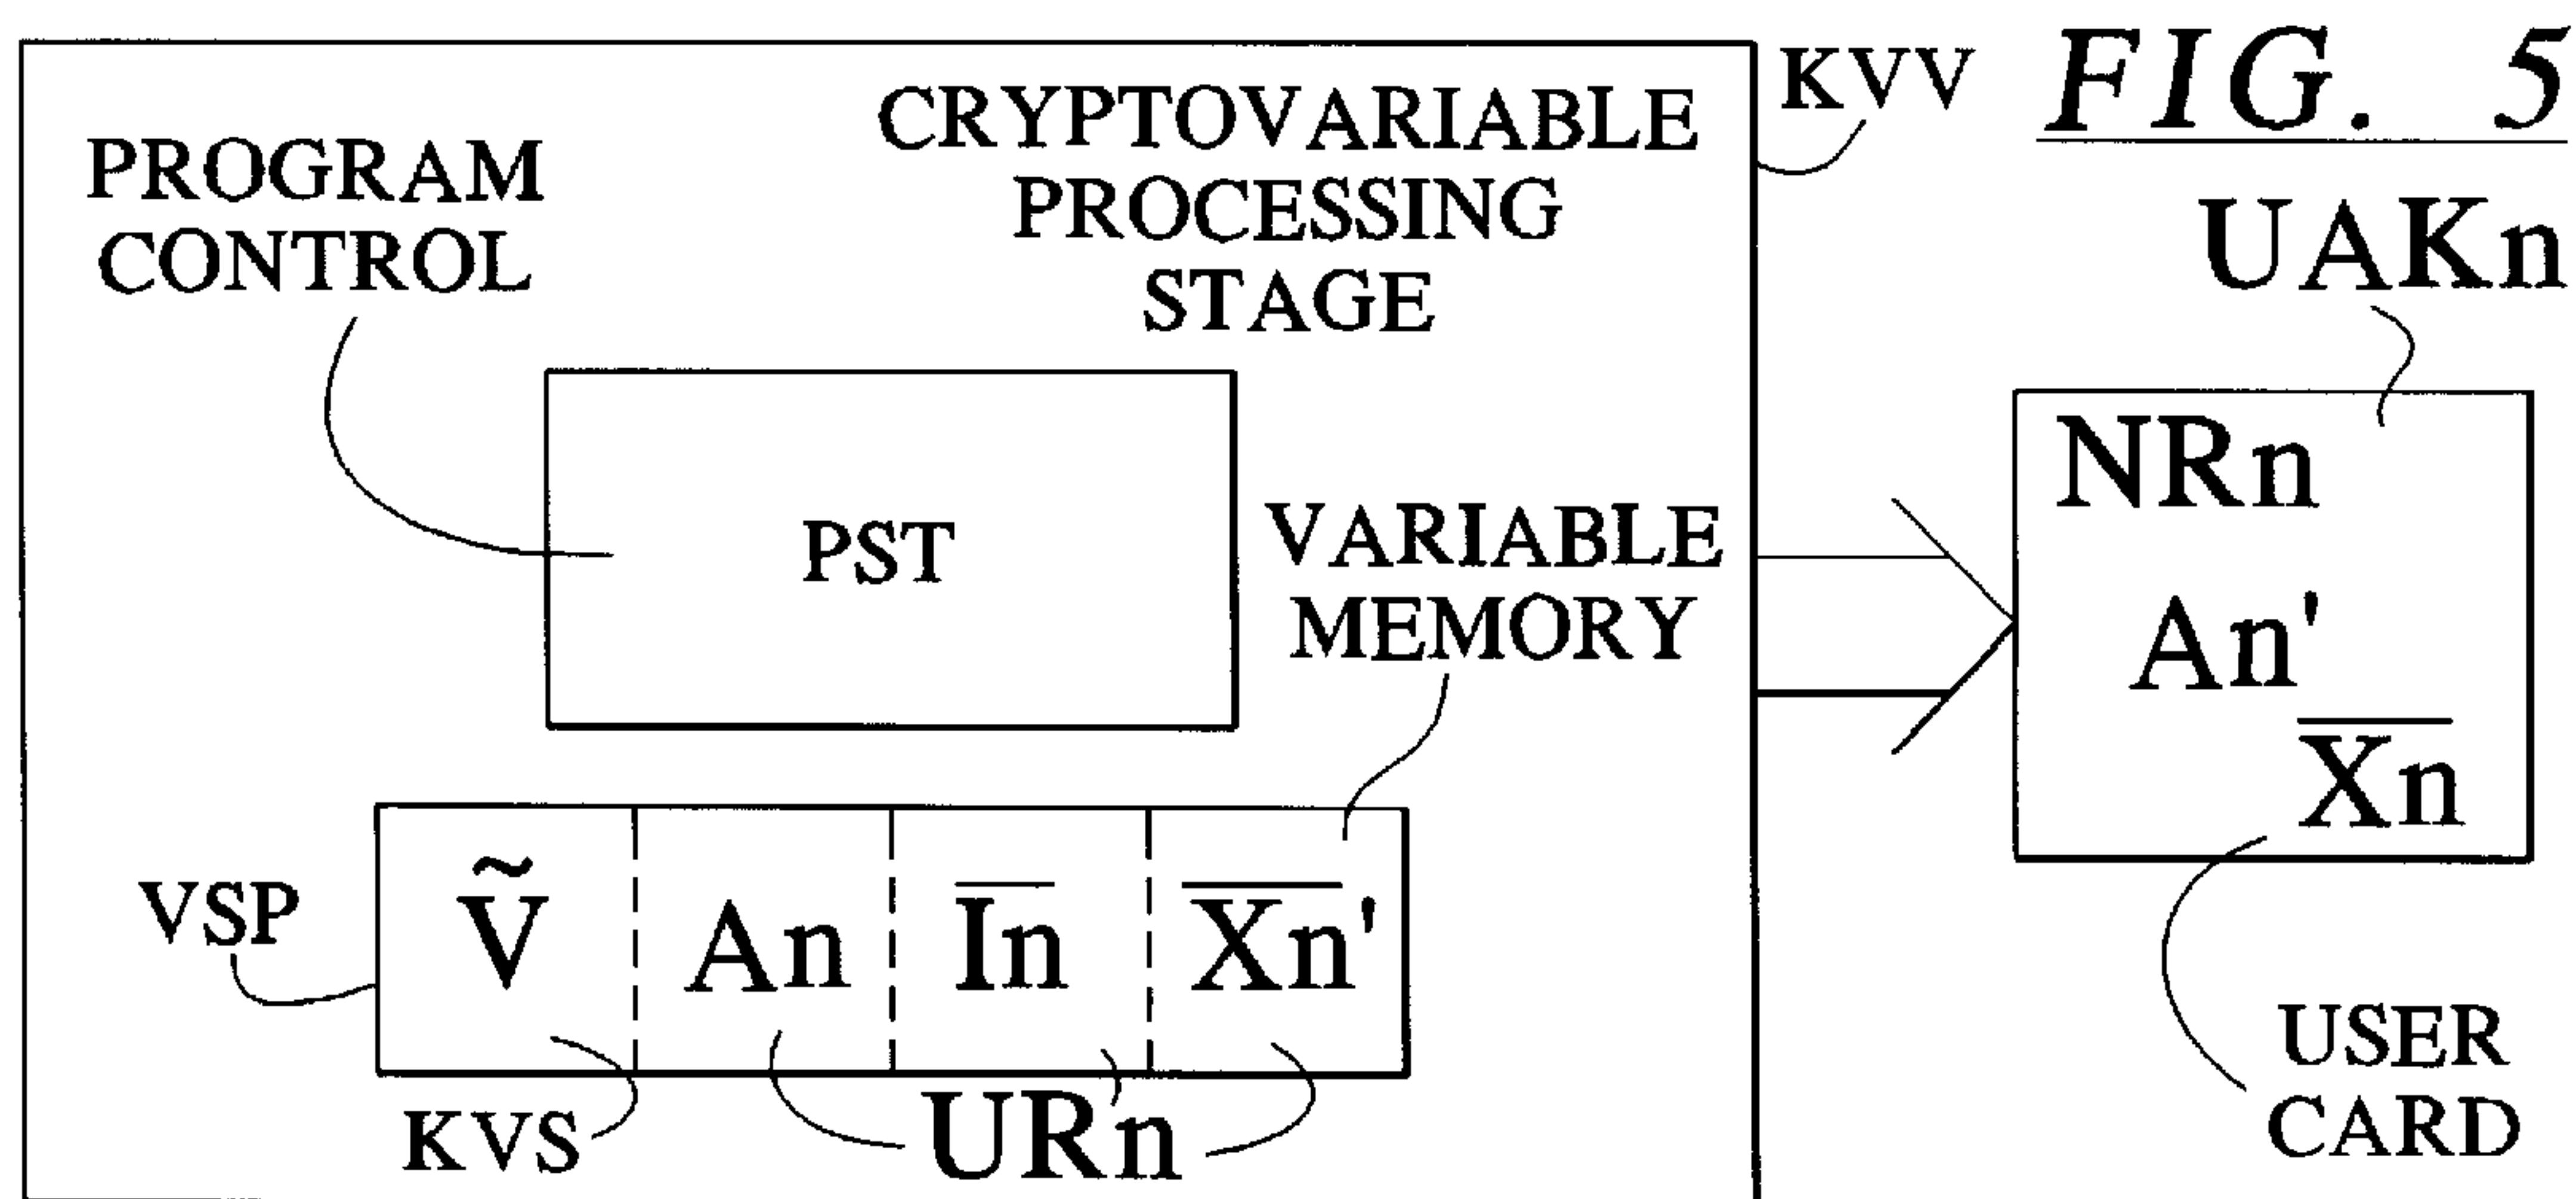 FIG. 5
KVV
CRYPTOVARIABLE
PROCESSING
STAGE
PROGRAM
CONTROL
PST
VARIABLE
MEMORY
VSP
Ṽ
An
I̅n̅
X̅n̅'
KVS
URn
UAKn
NRn
An'
X̅n̅
USER
CARD